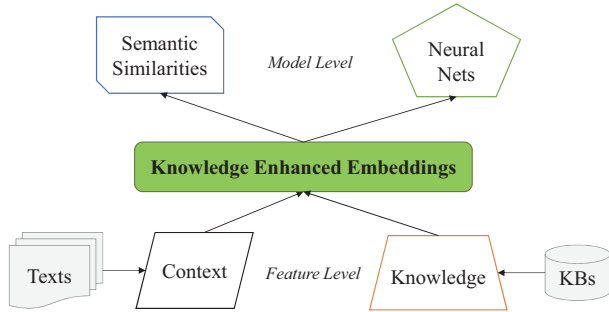 Semantic
Similarities
Model Level
Neural
Nets
Knowledge Enhanced Embeddings
Texts
Context
Feature Level
Knowledge
KBs